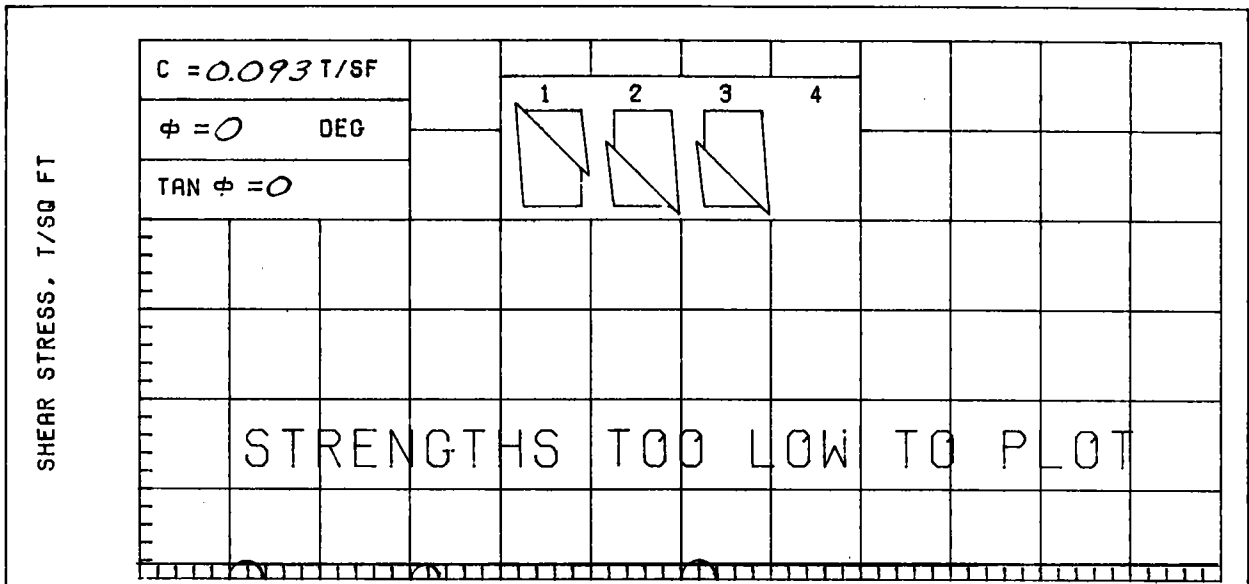 C = 0.093 T/SF
ϕ = 0 DEG
TAN ϕ = 0
1 2 3 4
SHEAR STRESS, T/SQ FT
STRENGTHS TOO LOW TO PLOT